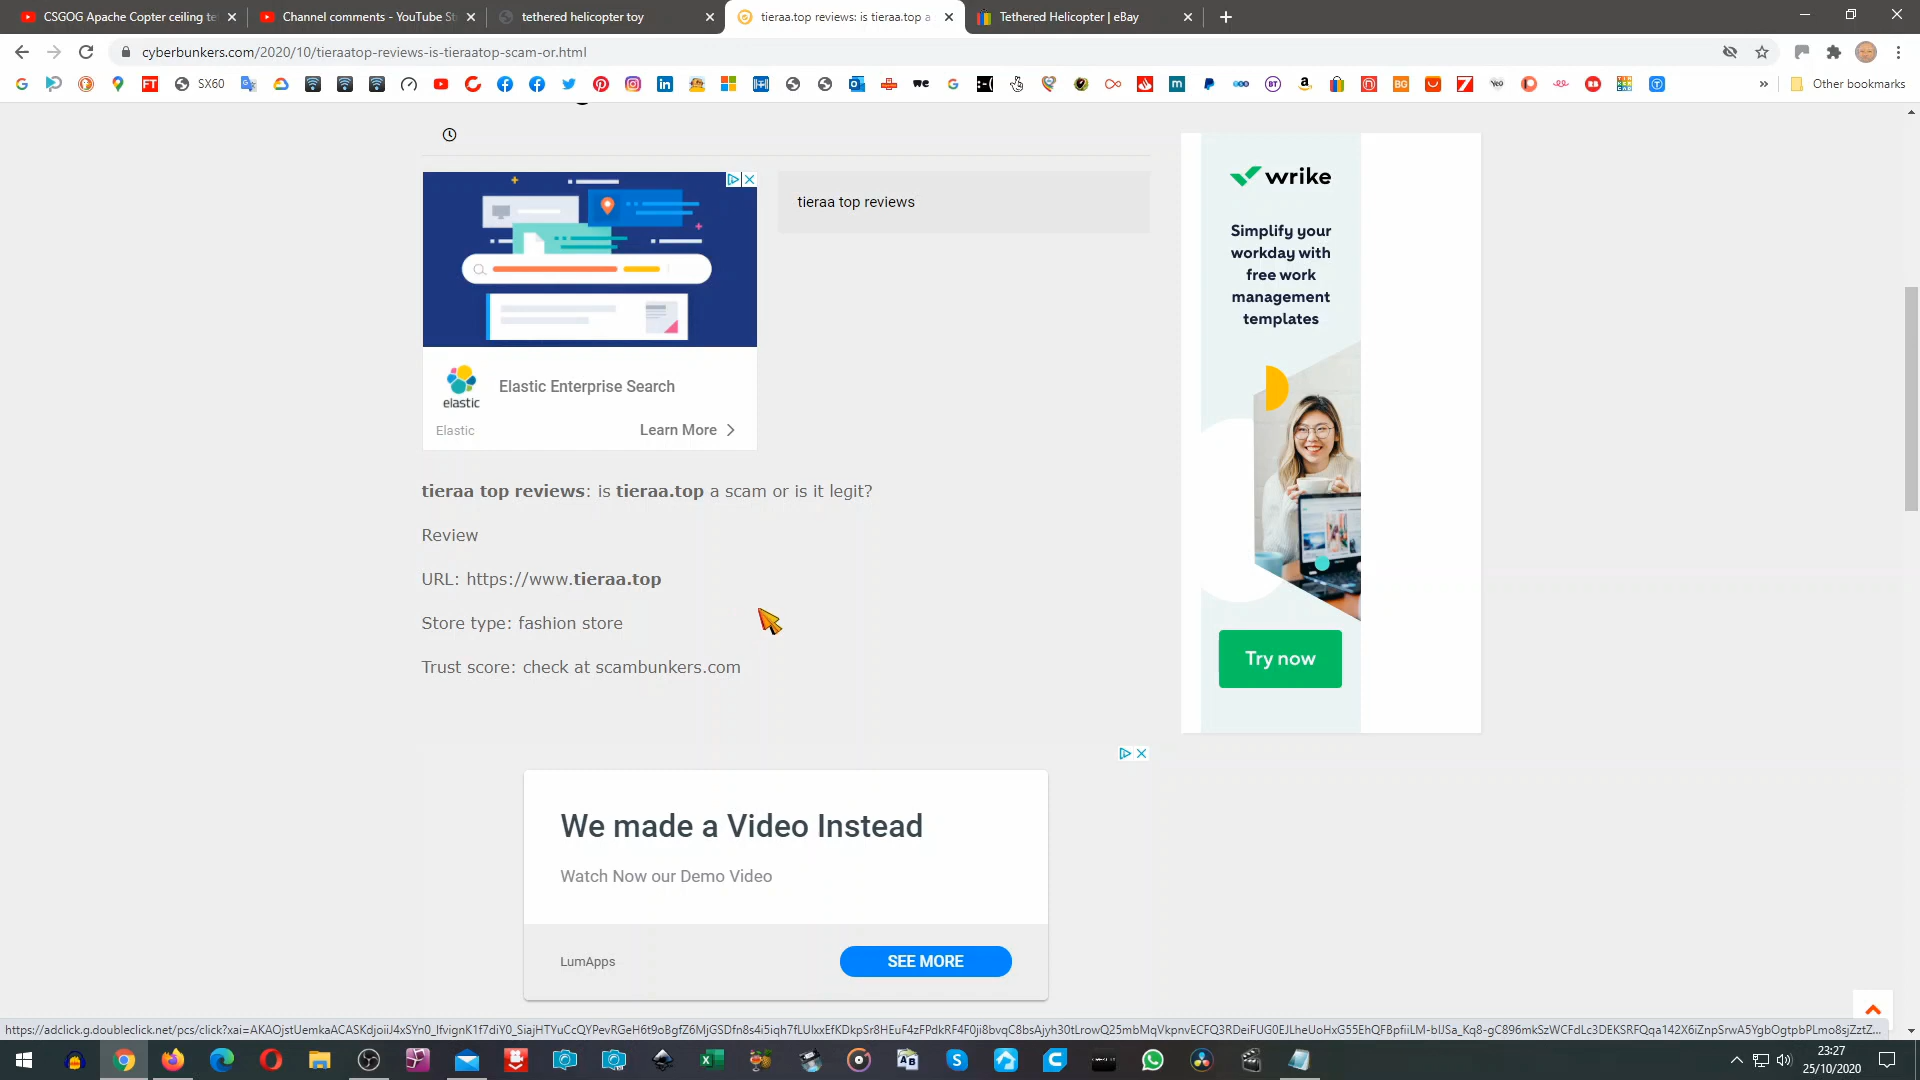 CSGOG Apache Copter ceiling te
Channel comments - YouTube St
tethered helicopter toy
tieraa.top reviews: is tieraa.top a
Tethered Helicopter | eBay
cyberbunkers.com/2020/10/tieraatop-reviews-is-tieraatop-scam-or.html
SX60
Other bookmarks
tieraa top reviews
Elastic Enterprise Search
elastic
Elastic
Learn More
wrike
Simplify your
workday with
free work
management
templates
Try now
tieraa top reviews: is tieraa.top a scam or is it legit?
Review
URL: https://www.tieraa.top
Store type: fashion store
Trust score: check at scambunkers.com
We made a Video Instead
Watch Now our Demo Video
LumApps
SEE MORE
23:27
25/10/2020